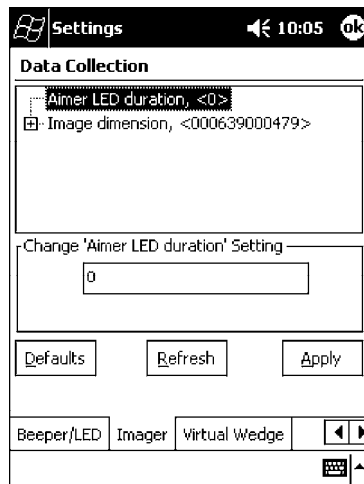 Settings 10:05 ok
Data Collection
Aimer LED duration, <0>
Image dimension, <000639000479>
Change 'Aimer LED duration' Setting
0
Defaults Refresh Apply
Beeper/LED Imager Virtual Wedge